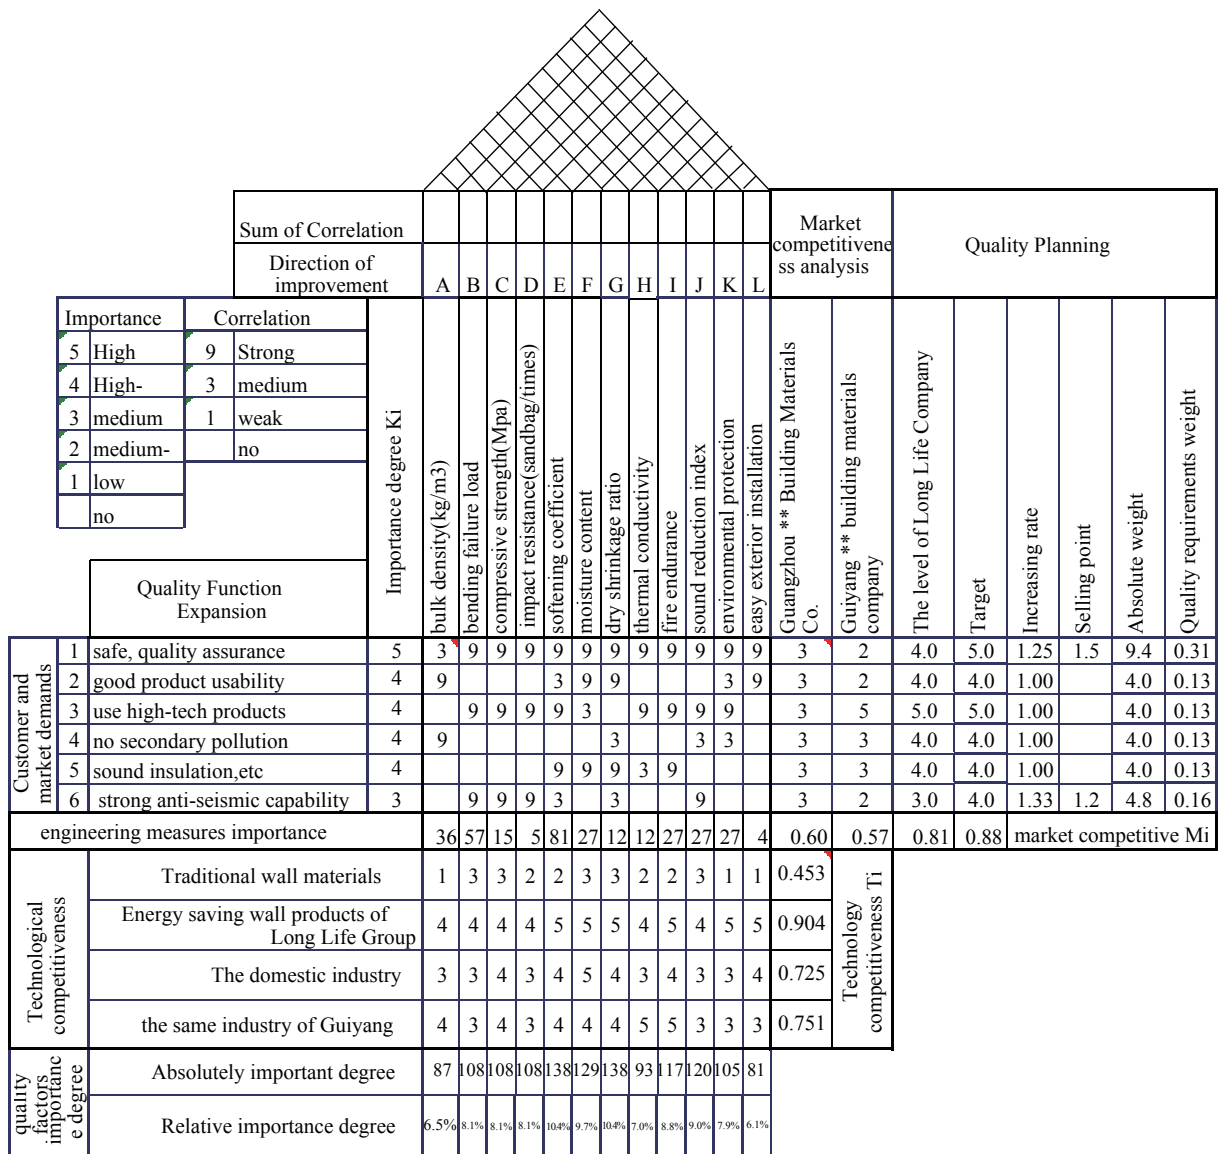 Sum of Correlation
Market
competitivene
ss analysis
Quality Planning
Direction of
improvement
A B C D E F G H I J K L
Importance Correlation
5 High 9 Strong
4 High- 3 medium
3 medium 1 weak
2 medium- no
1 low
no
Importance degree Ki
bulk density(kg/m3)
bending failure load
compressive strength(Mpa)
impact resistance(sandbag/times)
softening coefficient
moisture content
dry shrinkage ratio
thermal conductivity
fire endurance
sound reduction index
environmental protection
easy exterior installation
Guangzhou ** Building Materials
Co.
Guiyang ** building materials
company
The level of Long Life Company
Target
Increasing rate
Selling point
Absolute weight
Quality requirements weight
Quality Function
Expansion
Customer and
market demands
1 safe, quality assurance 5 3 9 9 9 9 9 9 9 9 9 9 9 3 2 4.0 5.0 1.25 1.5 9.4 0.31
2 good product usability 4 9 3 9 9 3 9 3 2 4.0 4.0 1.00 4.0 0.13
3 use high-tech products 4 9 9 9 9 3 9 9 9 9 3 5 5.0 5.0 1.00 4.0 0.13
4 no secondary pollution 4 9 3 3 3 3 3 4.0 4.0 1.00 4.0 0.13
5 sound insulation,etc 4 9 9 9 3 9 3 3 4.0 4.0 1.00 4.0 0.13
6 strong anti-seismic capability 3 9 9 9 3 3 9 3 2 3.0 4.0 1.33 1.2 4.8 0.16
engineering measures importance 36 57 15 5 81 27 12 12 27 27 27 4 0.60 0.57 0.81 0.88 market competitive Mi
Technological
competitiveness
Traditional wall materials 1 3 3 2 2 3 3 2 2 3 1 1 0.453
Energy saving wall products of
Long Life Group 4 4 4 4 5 5 5 4 5 4 5 5 0.904
The domestic industry 3 3 4 3 4 5 4 3 4 3 3 4 0.725
the same industry of Guiyang 4 3 4 3 4 4 4 5 5 3 3 3 0.751
Technology
competitiveness Ti
quality
factors
importanc
e degree
Absolutely important degree 87 108 108 108 138 129 138 93 117 120 105 81
Relative importance degree 6.5% 8.1% 8.1% 8.1% 10.4% 9.7% 10.4% 7.0% 8.8% 9.0% 7.9% 6.1%